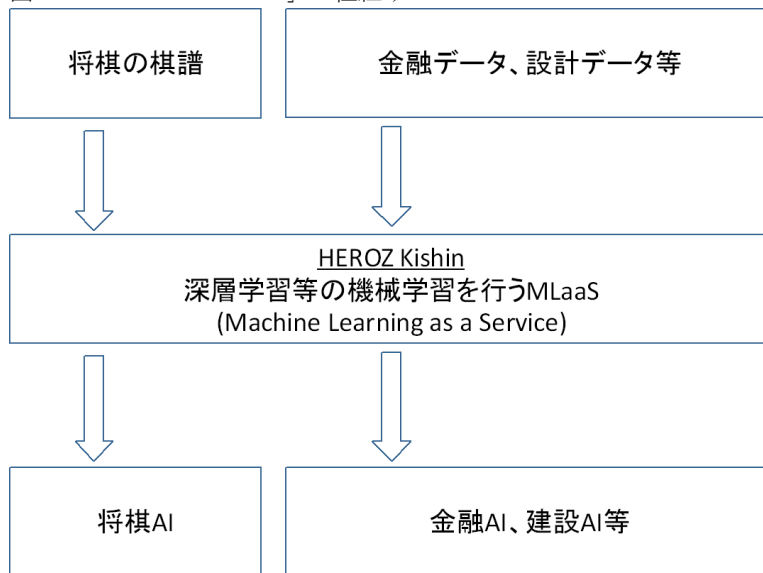 将棋の棋譜
金融データ、設計データ等
HEROZ Kishin
深層学習等の機械学習を行うMLaaS
(Machine Learning as a Service)
将棋AI
金融AI、建設AI等